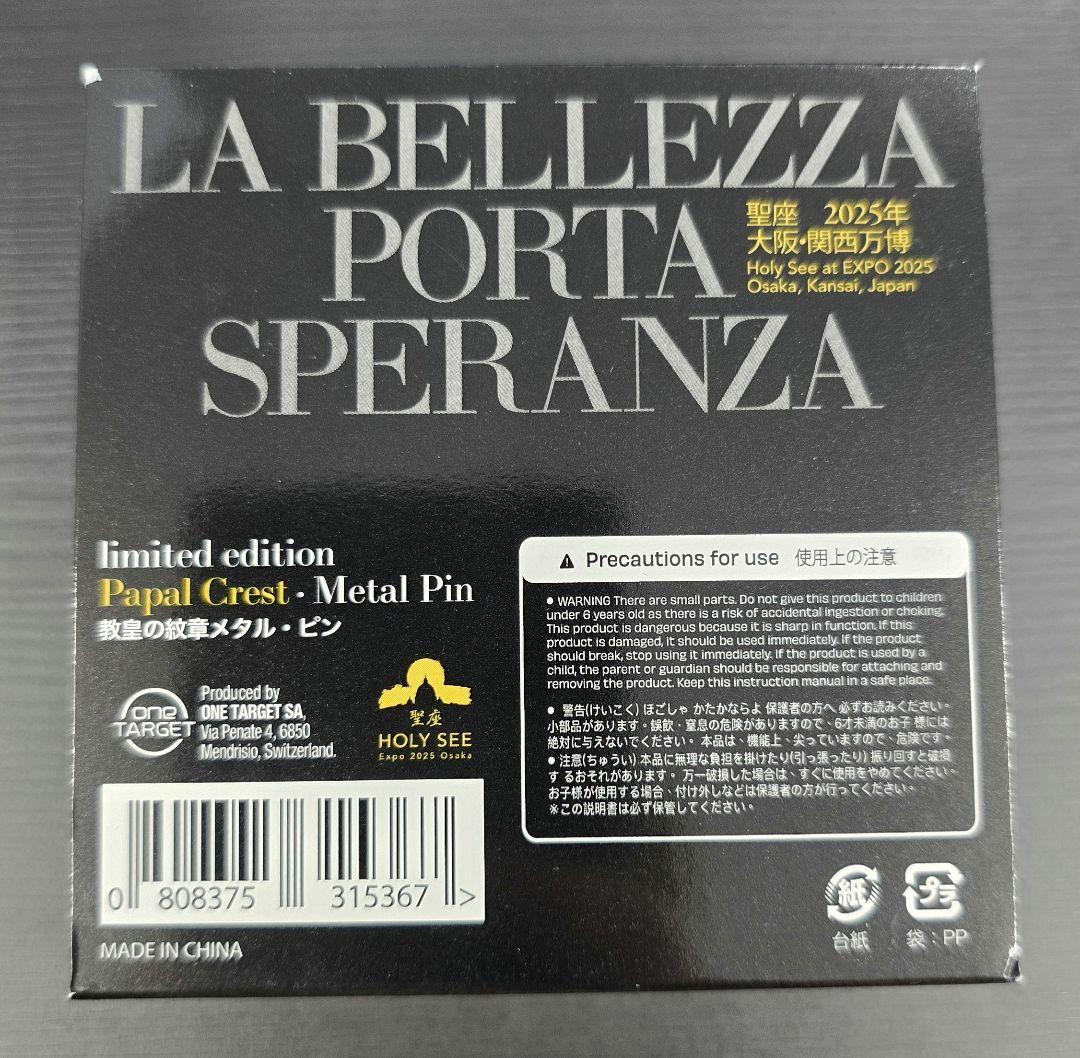 LA BELLEZZA
PORTA
SPERANZA
聖座 2025年
大阪・関西万博
Holy See at EXPO 2025
Osaka, Kansai, Japan
limited edition
Papal Crest · Metal Pin
教皇の紋章メタル・ピン
one
TARGET
Produced by
ONE TARGET SA,
Via Penate 4, 6850
Mendrisio, Switzerland.
聖座
HOLY SEE
Expo 2025 Osaka
0 808375 315367 >
MADE IN CHINA
Precautions for use 使用上の注意
• WARNING There are small parts. Do not give this product to children
under 6 years old as there is a risk of accidental ingestion or choking.
This product is dangerous because it is sharp in function. If this
product is damaged, it should be used immediately. If the product
should break, stop using it immediately. If the product is used by a
child, the parent or guardian should be responsible for attaching and
removing the product. Keep this instruction manual in a safe place.
• 警告(けいこく) ほごしゃ かたかならよ 保護者の方へ 必ずお読みください。
小部品があります。誤飲、窒息の危険がありますので、6才未満のお子 様には
絶対に与えないでください。 本品は、機能上、尖っていますので、危険です。
• 注意(ちゅうい) 本品に無理な負担を掛けたり(引っ張ったり) 振り回すと破損
す るおそれがあります。 万一破損した場合は、すぐに使用をやめてください。
お子様が使用する場合、付け外しなどは保護者の方が行ってください。
※この説明書は必ず保管してください。
紙
台紙
プラ
袋：PP